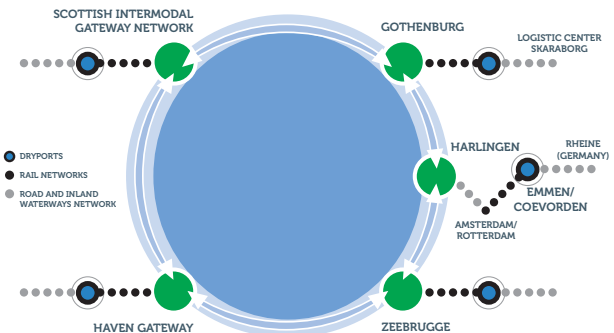 SCOTTISH INTERMODAL
GATEWAY NETWORK
GOTHENBURG
LOGISTIC CENTER
SKARABORG
HARLINGEN
RHEINE
(GERMANY)
DRYPORTS
RAIL NETWORKS
ROAD AND INLAND
WATERWAYS NETWORK
EMMEN/
COEVORDEN
AMSTERDAM/
ROTTERDAM
HAVEN GATEWAY
ZEEBRUGGE